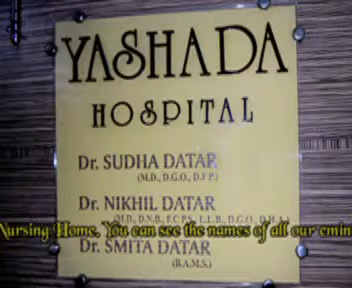 YASHADA
HOSPITAL
Dr. SUDHA DATAR
(M.D., D.G.O., D.F.P.)
Dr. NIKHIL DATAR
(M.D., D.N.B., F.C.P.S., L.L.B., D.G.O., D.H.A.)
Nursing Home. You can see the names of all our emin
Dr. SMITA DATAR
(B.A.M.S.)